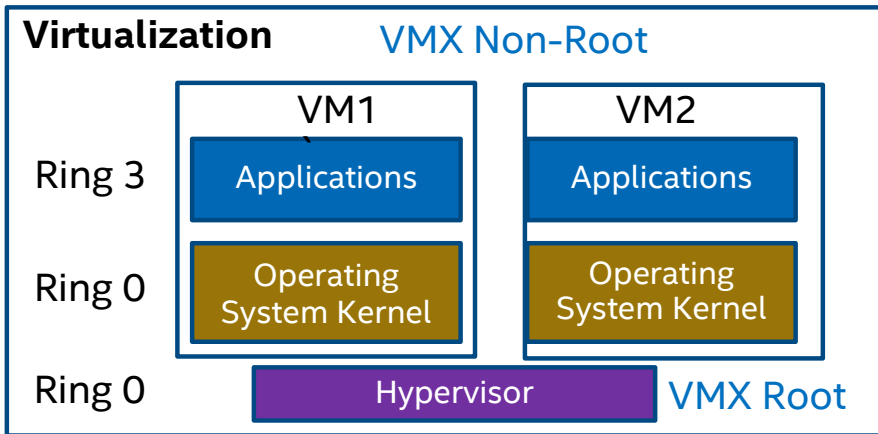 Virtualization VMX Non-Root
VM1 VM2
Ring 3 Applications Applications
Ring 0 Operating System Kernel Operating System Kernel
Ring 0 Hypervisor VMX Root